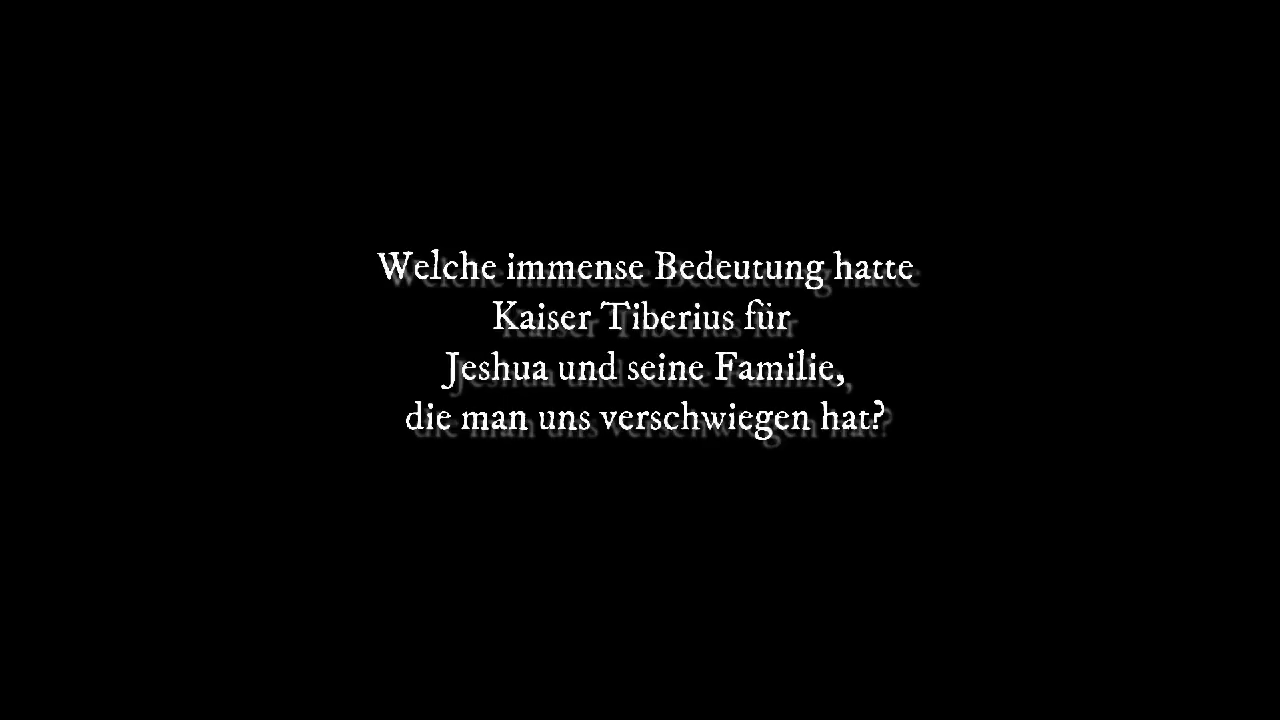 Welche immense Bedeutung hatte
Kaiser Tiberius für
Jeshua und seine Familie,
die man uns verschwiegen hat?